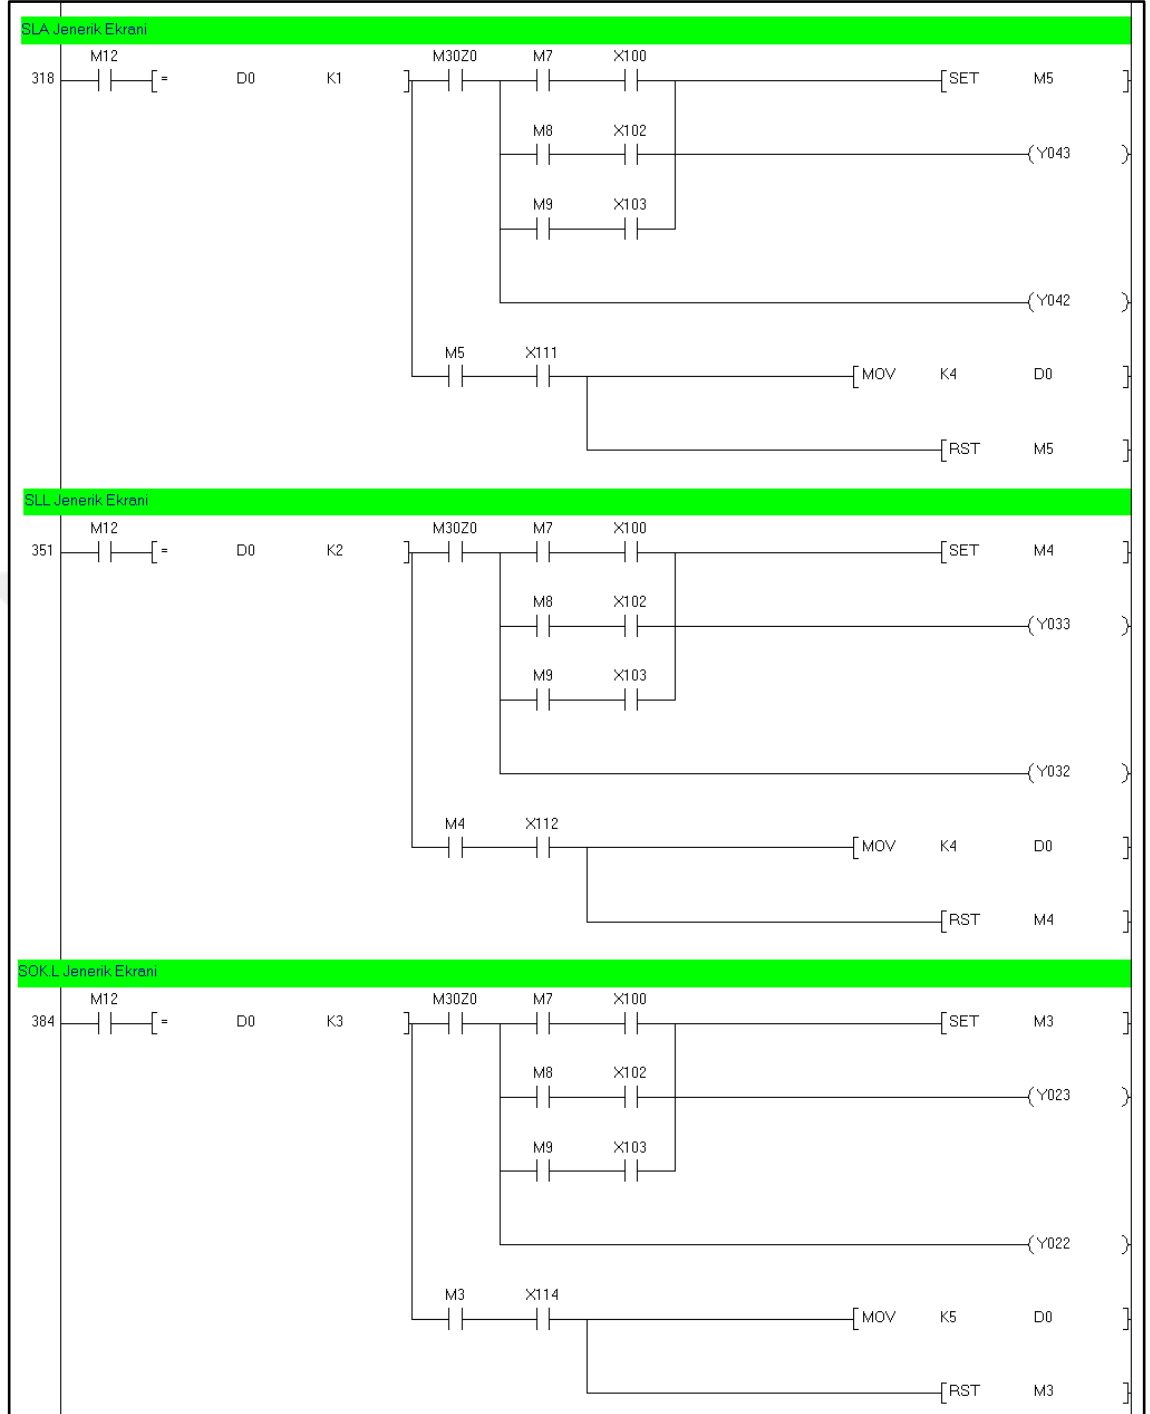 SLA Jenerik Ekrani
M12 M30Z0 M7 X100
318 [= D0 K1 ] [SET M5 ]
M8 X102
(Y043 )
M9 X103
(Y042 )
M5 X111
[MOV K4 D0 ]
[RST M5 ]
SLL Jenerik Ekrani
M12 M30Z0 M7 X100
351 [= D0 K2 ] [SET M4 ]
M8 X102
(Y033 )
M9 X103
(Y032 )
M4 X112
[MOV K4 D0 ]
[RST M4 ]
SOK.L Jenerik Ekrani
M12 M30Z0 M7 X100
384 [= D0 K3 ] [SET M3 ]
M8 X102
(Y023 )
M9 X103
(Y022 )
M3 X114
[MOV K5 D0 ]
[RST M3 ]